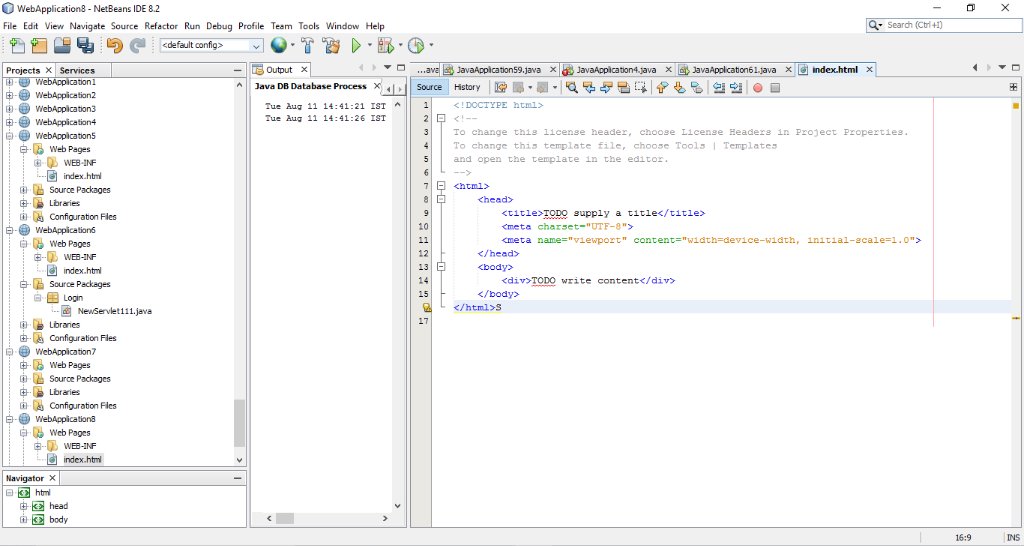 WebApplication8 - NetBeans IDE 8.2
File Edit View Navigate Source Refactor Run Debug Profile Team Tools Window Help
Search (Ctrl+I)
<default config>
Projects
Services
WebApplication1
WebApplication2
WebApplication3
WebApplication4
WebApplication5
Web Pages
WEB-INF
index.html
Source Packages
Libraries
Configuration Files
WebApplication6
Web Pages
WEB-INF
index.html
Source Packages
Login
NewServlet111.java
Libraries
Configuration Files
WebApplication7
Web Pages
Source Packages
Libraries
Configuration Files
WebApplication8
Web Pages
WEB-INF
index.html
Navigator
html
head
body
Output
Java DB Database Process
Tue Aug 11 14:41:21 IST
Tue Aug 11 14:41:26 IST
...ava JavaApplication59.java JavaApplication4.java JavaApplication61.java index.html
Source History
1 <!DOCTYPE html>
2 <!--
3 To change this license header, choose License Headers in Project Properties.
4 To change this template file, choose Tools | Templates
5 and open the template in the editor.
6 -->
7 <html>
8 <head>
9 <title>TODO supply a title</title>
10 <meta charset="UTF-8">
11 <meta name="viewport" content="width=device-width, initial-scale=1.0">
12 </head>
13 <body>
14 <div>TODO write content</div>
15 </body>
</html>S
17
16:9 INS